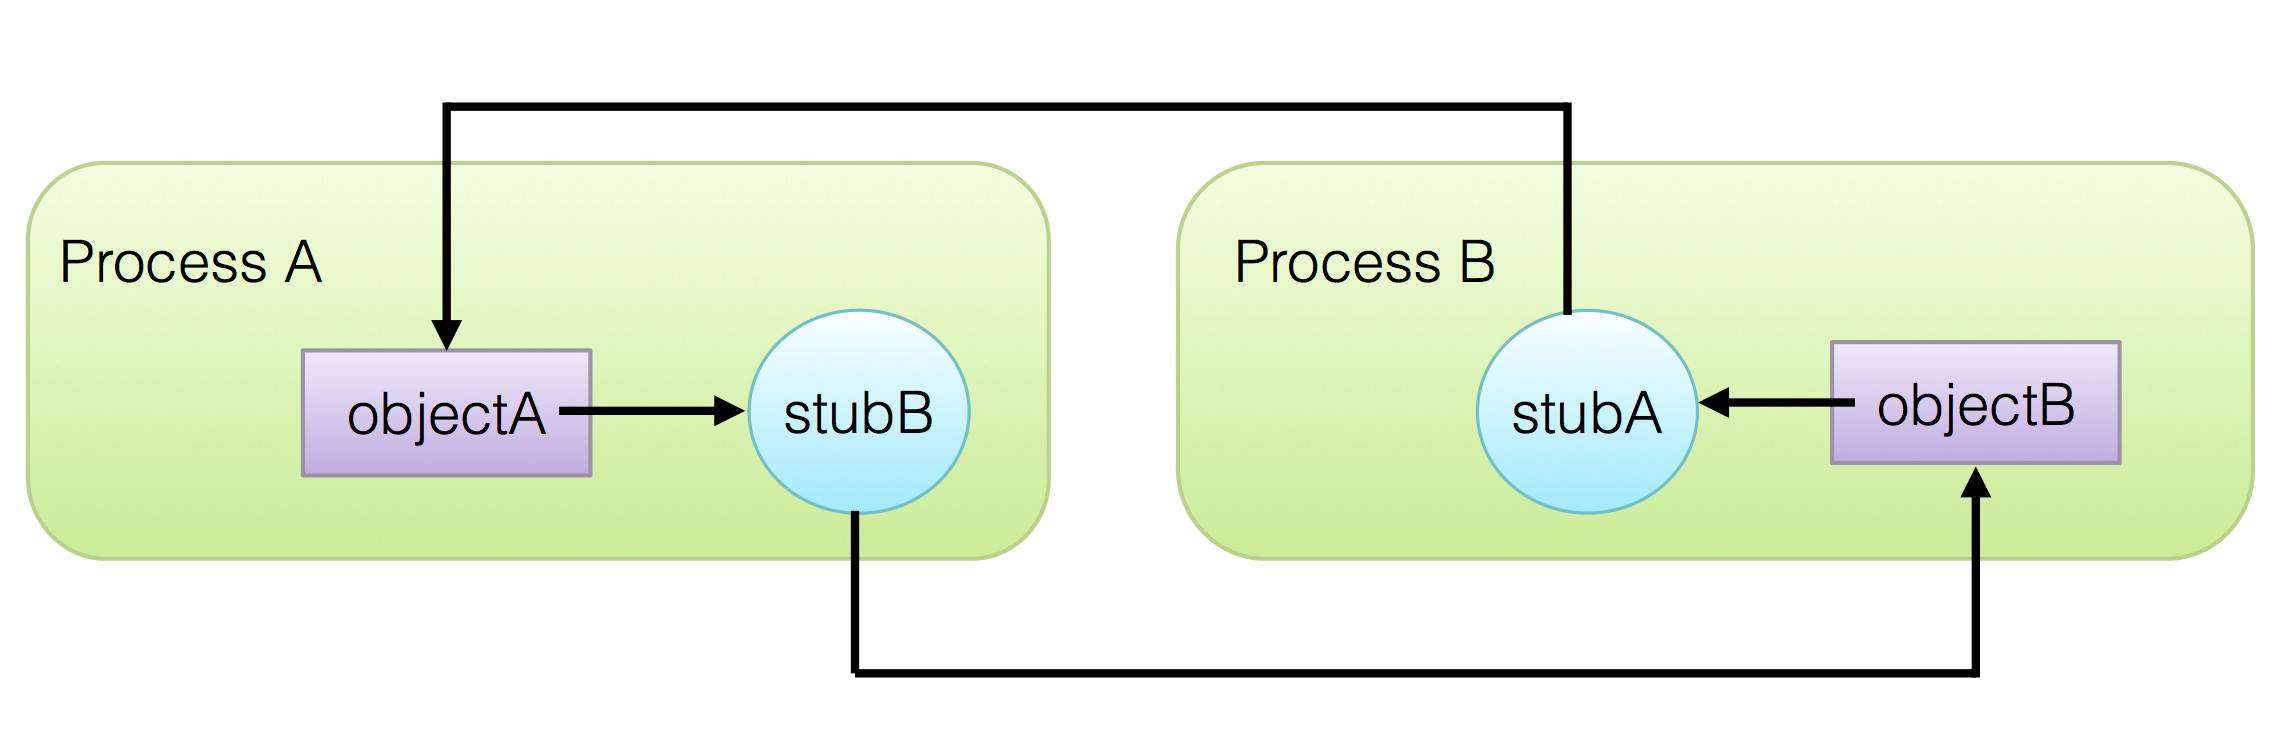 Process A
objectA
stubB
Process B
stubA
objectB